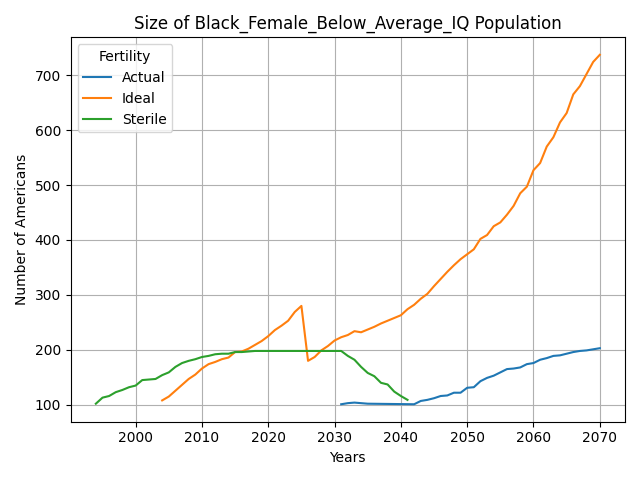 Size of Black_Female_Below_Average_IQ Population
Fertility
Actual
Ideal
Sterile
Number of Americans
700
600
500
400
300
200
100
2000
2010
2020
2030
2040
2050
2060
2070
Years